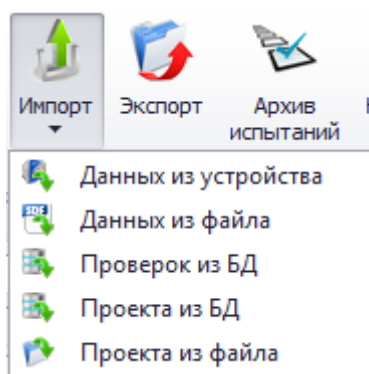 Импорт
Экспорт
Архив
испытаний
SDF
Данных из устройства
Данных из файла
Проверок из БД
Проекта из БД
Проекта из файла